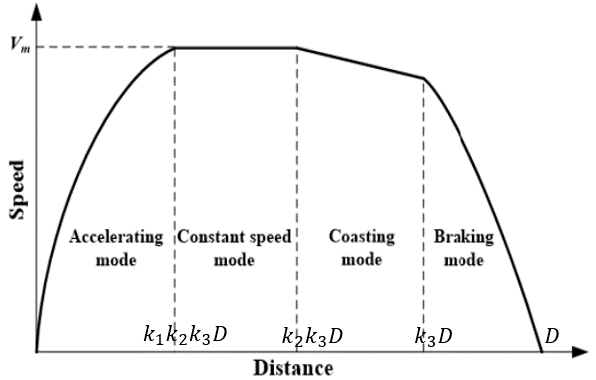 Vm
Speed
Accelerating mode
Constant speed mode
Coasting mode
Braking mode
k₁k₂k₃D
k₂k₃D
k₃D
D
Distance